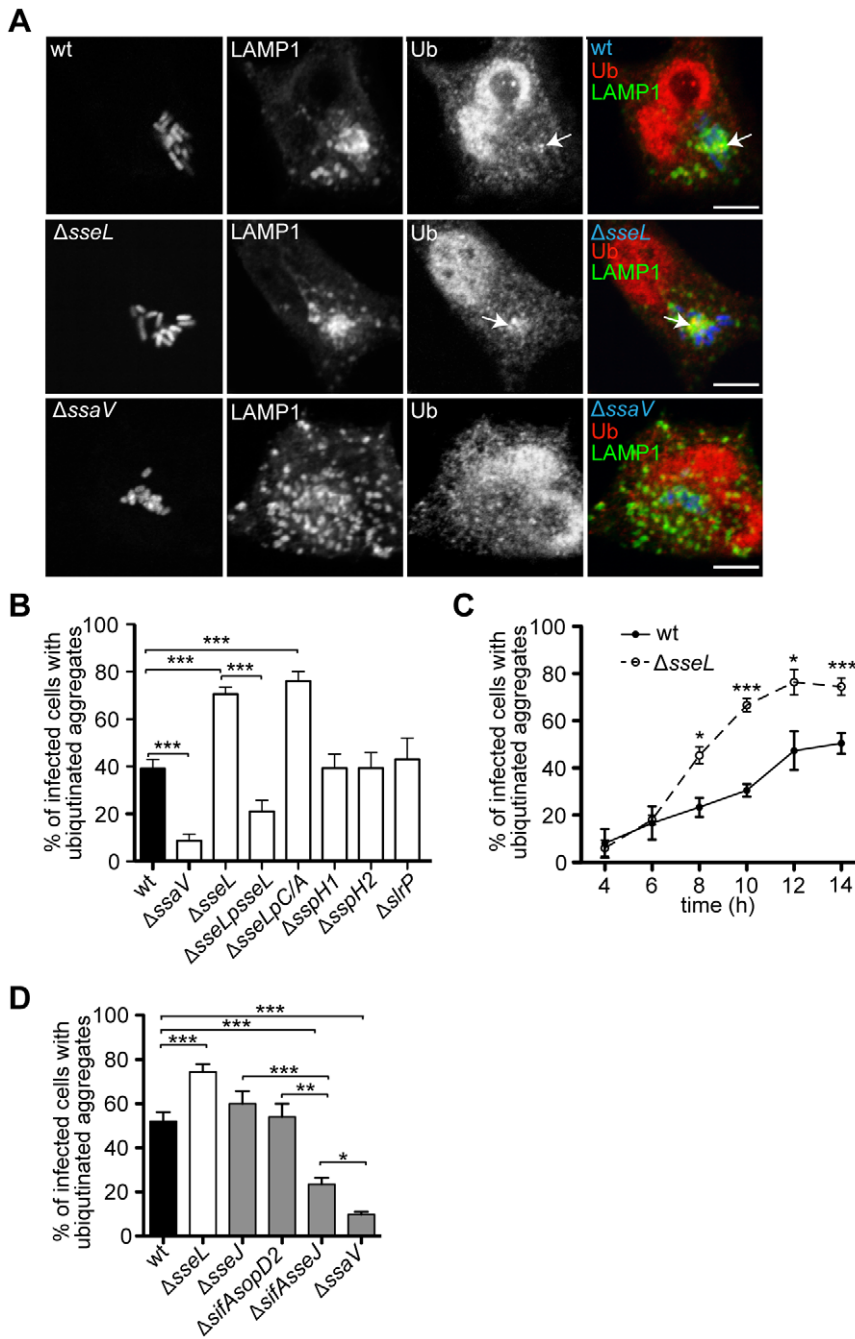 A
wt
LAMP1
Ub
wt
Ub
LAMP1
ΔsseL
LAMP1
Ub
ΔsseL
Ub
LAMP1
ΔssaV
LAMP1
Ub
ΔssaV
Ub
LAMP1
B
% of infected cells with
ubiqutinated aggregates
100
80
60
40
20
0
***
***
***
***
wt
ΔssaV
ΔsseL
ΔsseLpsseL
ΔsseLpC/A
ΔsspH1
ΔsspH2
ΔslrP
C
% of infected cells with
ubiqutinated aggregates
100
80
60
40
20
0
wt
ΔsseL
*
***
*
***
4 6 8 10 12 14
time (h)
D
% of infected cells with
ubiqutinated aggregates
100
80
60
40
20
0
***
***
***
***
**
*
wt
ΔsseL
ΔsseJ
ΔsifAsopD2
ΔsifAsseJ
ΔssaV